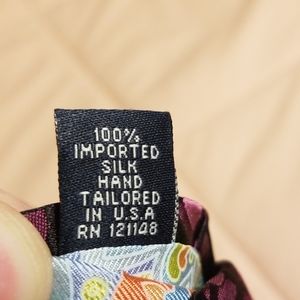 100%
IMPORTED
SILK
HAND
TAILORED
IN U.S.A
RN 121148